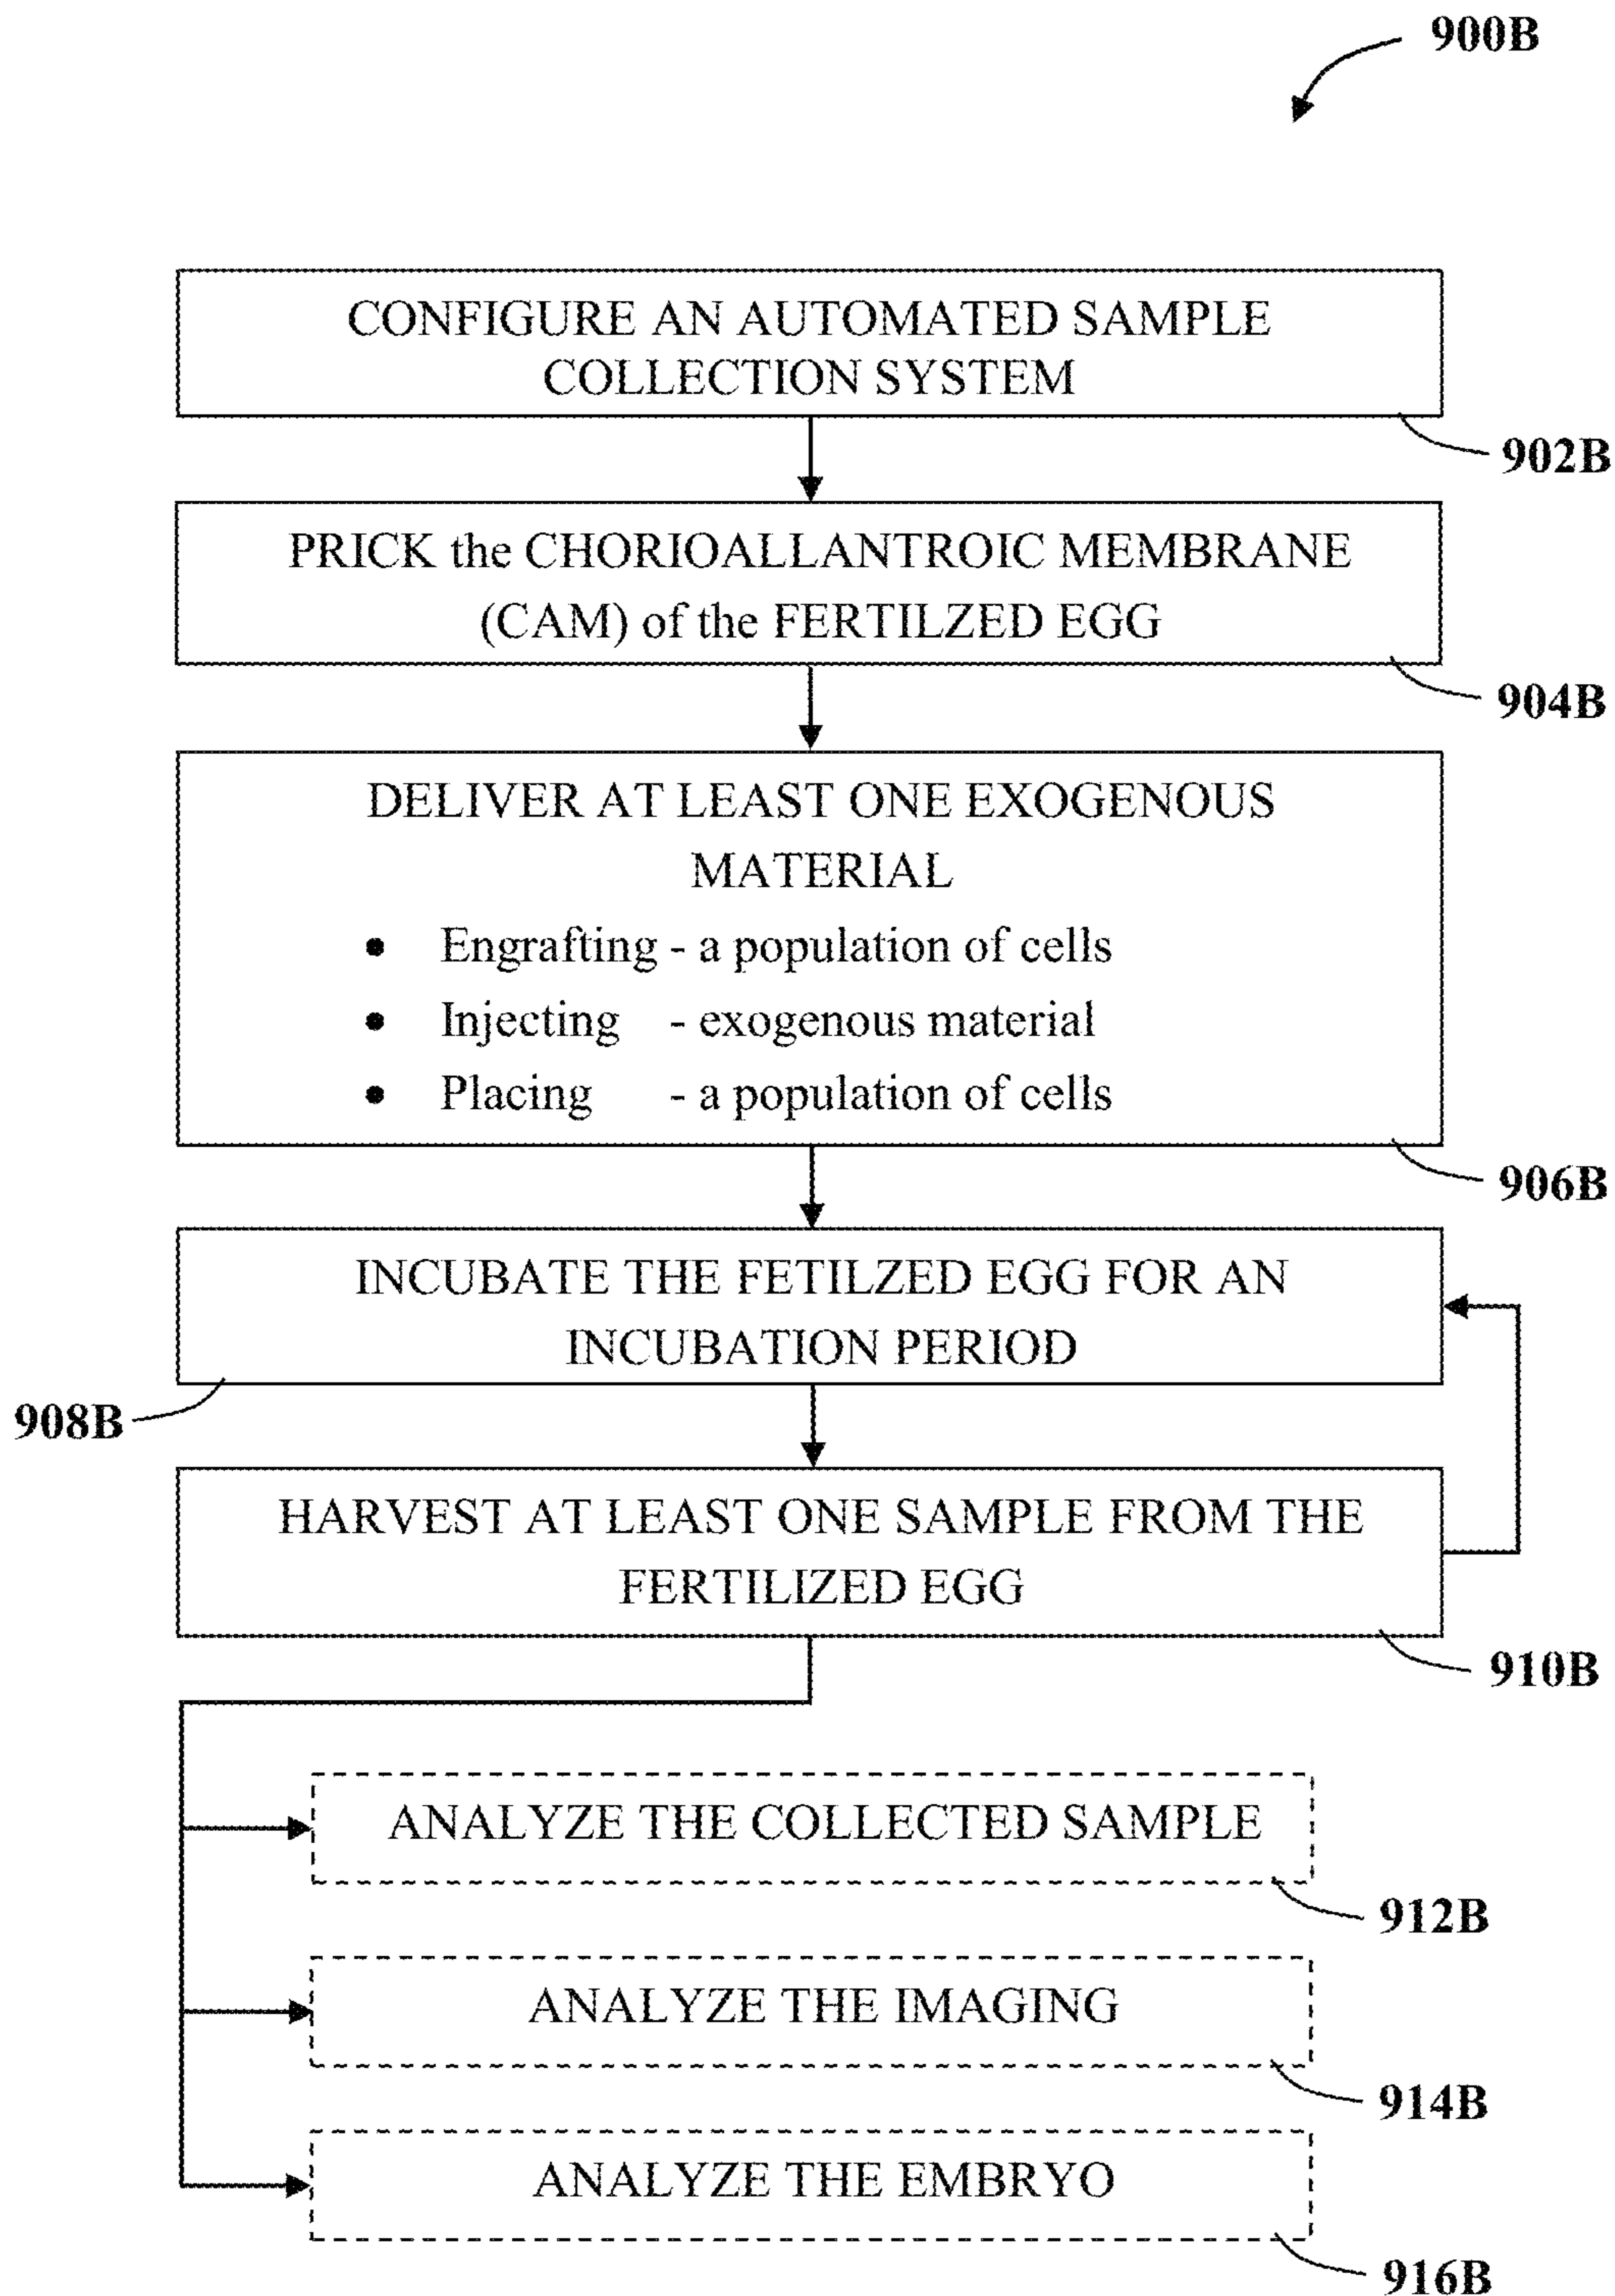 900B
CONFIGURE AN AUTOMATED SAMPLE
COLLECTION SYSTEM
902B
PRICK the CHORIOALLANTROIC MEMBRANE
(CAM) of the FERTILZED EGG
904B
DELIVER AT LEAST ONE EXOGENOUS
MATERIAL
• Engrafting - a population of cells
• Injecting - exogenous material
• Placing - a population of cells
906B
INCUBATE THE FETILZED EGG FOR AN
INCUBATION PERIOD
908B
HARVEST AT LEAST ONE SAMPLE FROM THE
FERTILIZED EGG
910B
ANALYZE THE COLLECTED SAMPLE
912B
ANALYZE THE IMAGING
914B
ANALYZE THE EMBRYO
916B